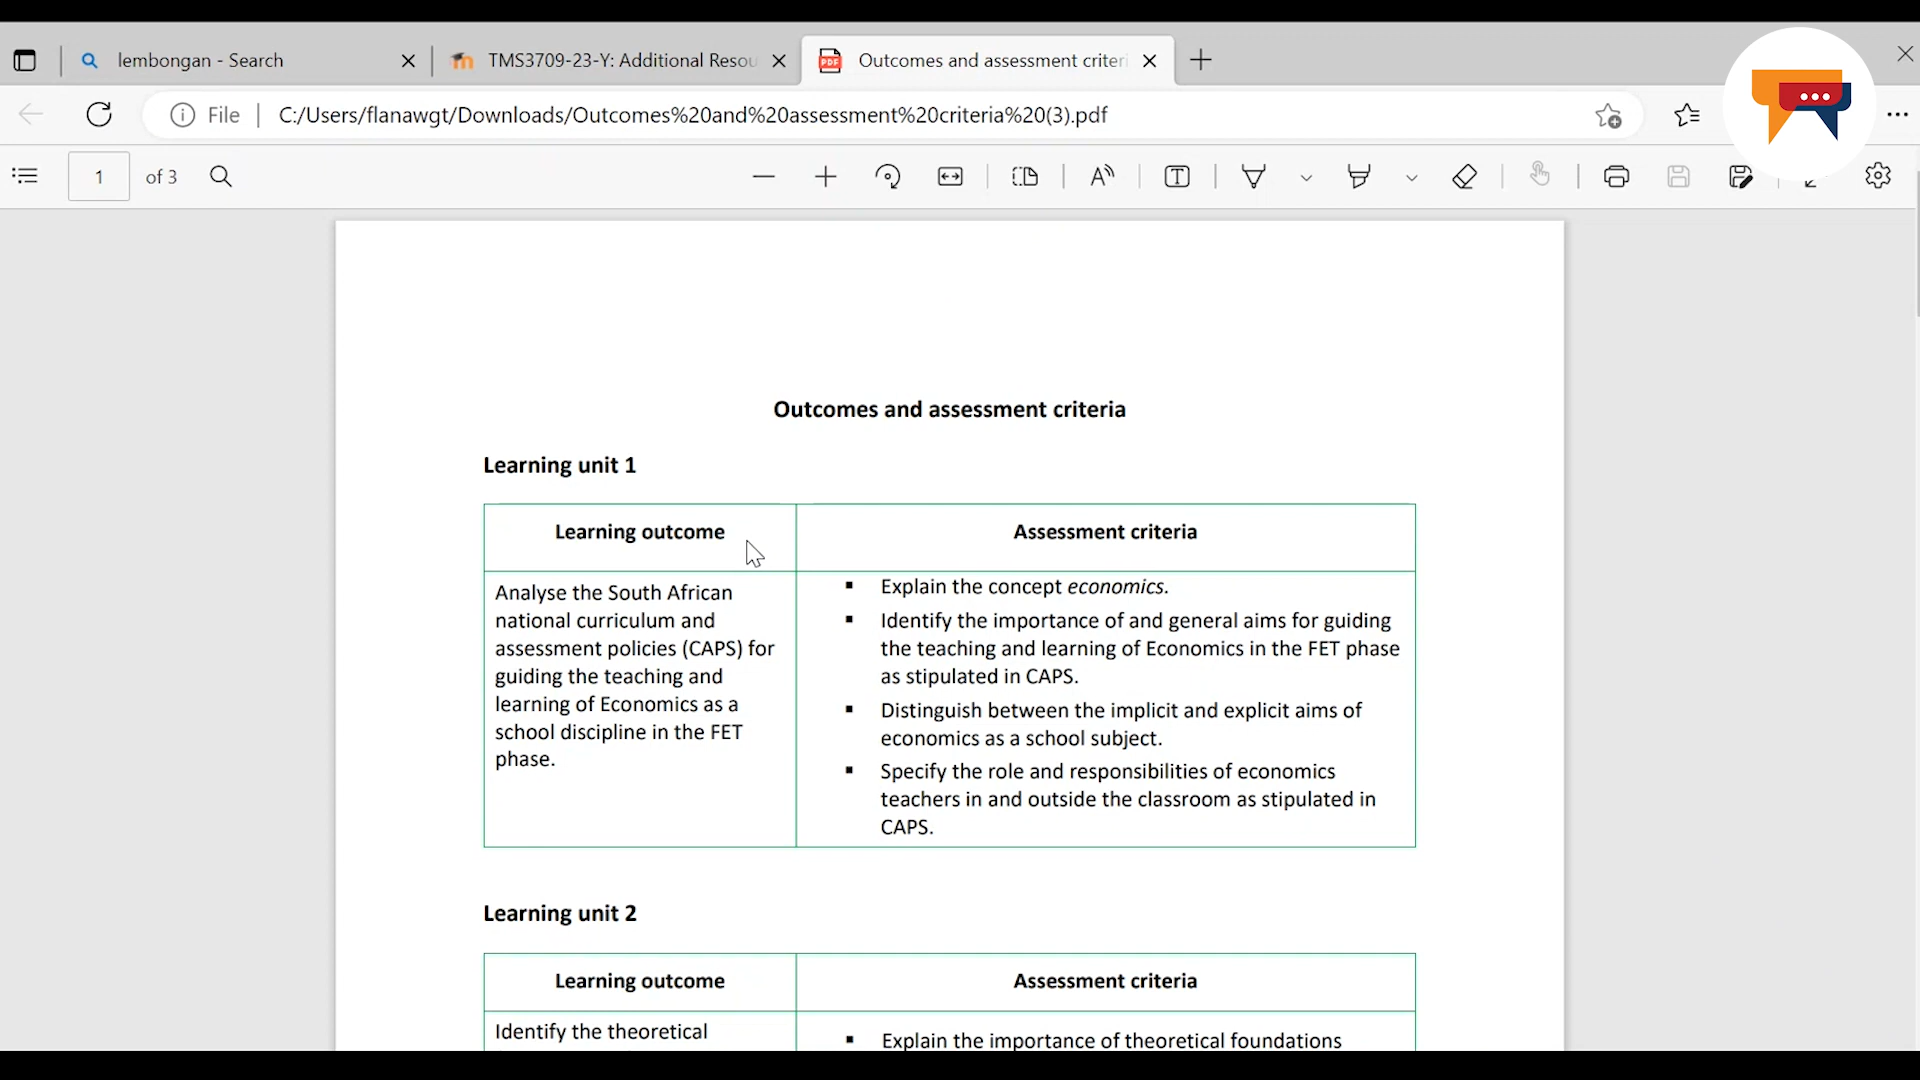 lembongan - Search
TMS3709-23-Y: Additional Resou
Outcomes and assessment criteri
File
C:/Users/flanawgt/Downloads/Outcomes%20and%20assessment%20criteria%20(3).pdf
1 of 3
Outcomes and assessment criteria
Learning unit 1
Learning outcome
Assessment criteria
Analyse the South African
national curriculum and
assessment policies (CAPS) for
guiding the teaching and
learning of Economics as a
school discipline in the FET
phase.
▪ Explain the concept economics.
▪ Identify the importance of and general aims for guiding
the teaching and learning of Economics in the FET phase
as stipulated in CAPS.
▪ Distinguish between the implicit and explicit aims of
economics as a school subject.
▪ Specify the role and responsibilities of economics
teachers in and outside the classroom as stipulated in
CAPS.
Learning unit 2
Learning outcome
Assessment criteria
Identify the theoretical
▪ Explain the importance of theoretical foundations